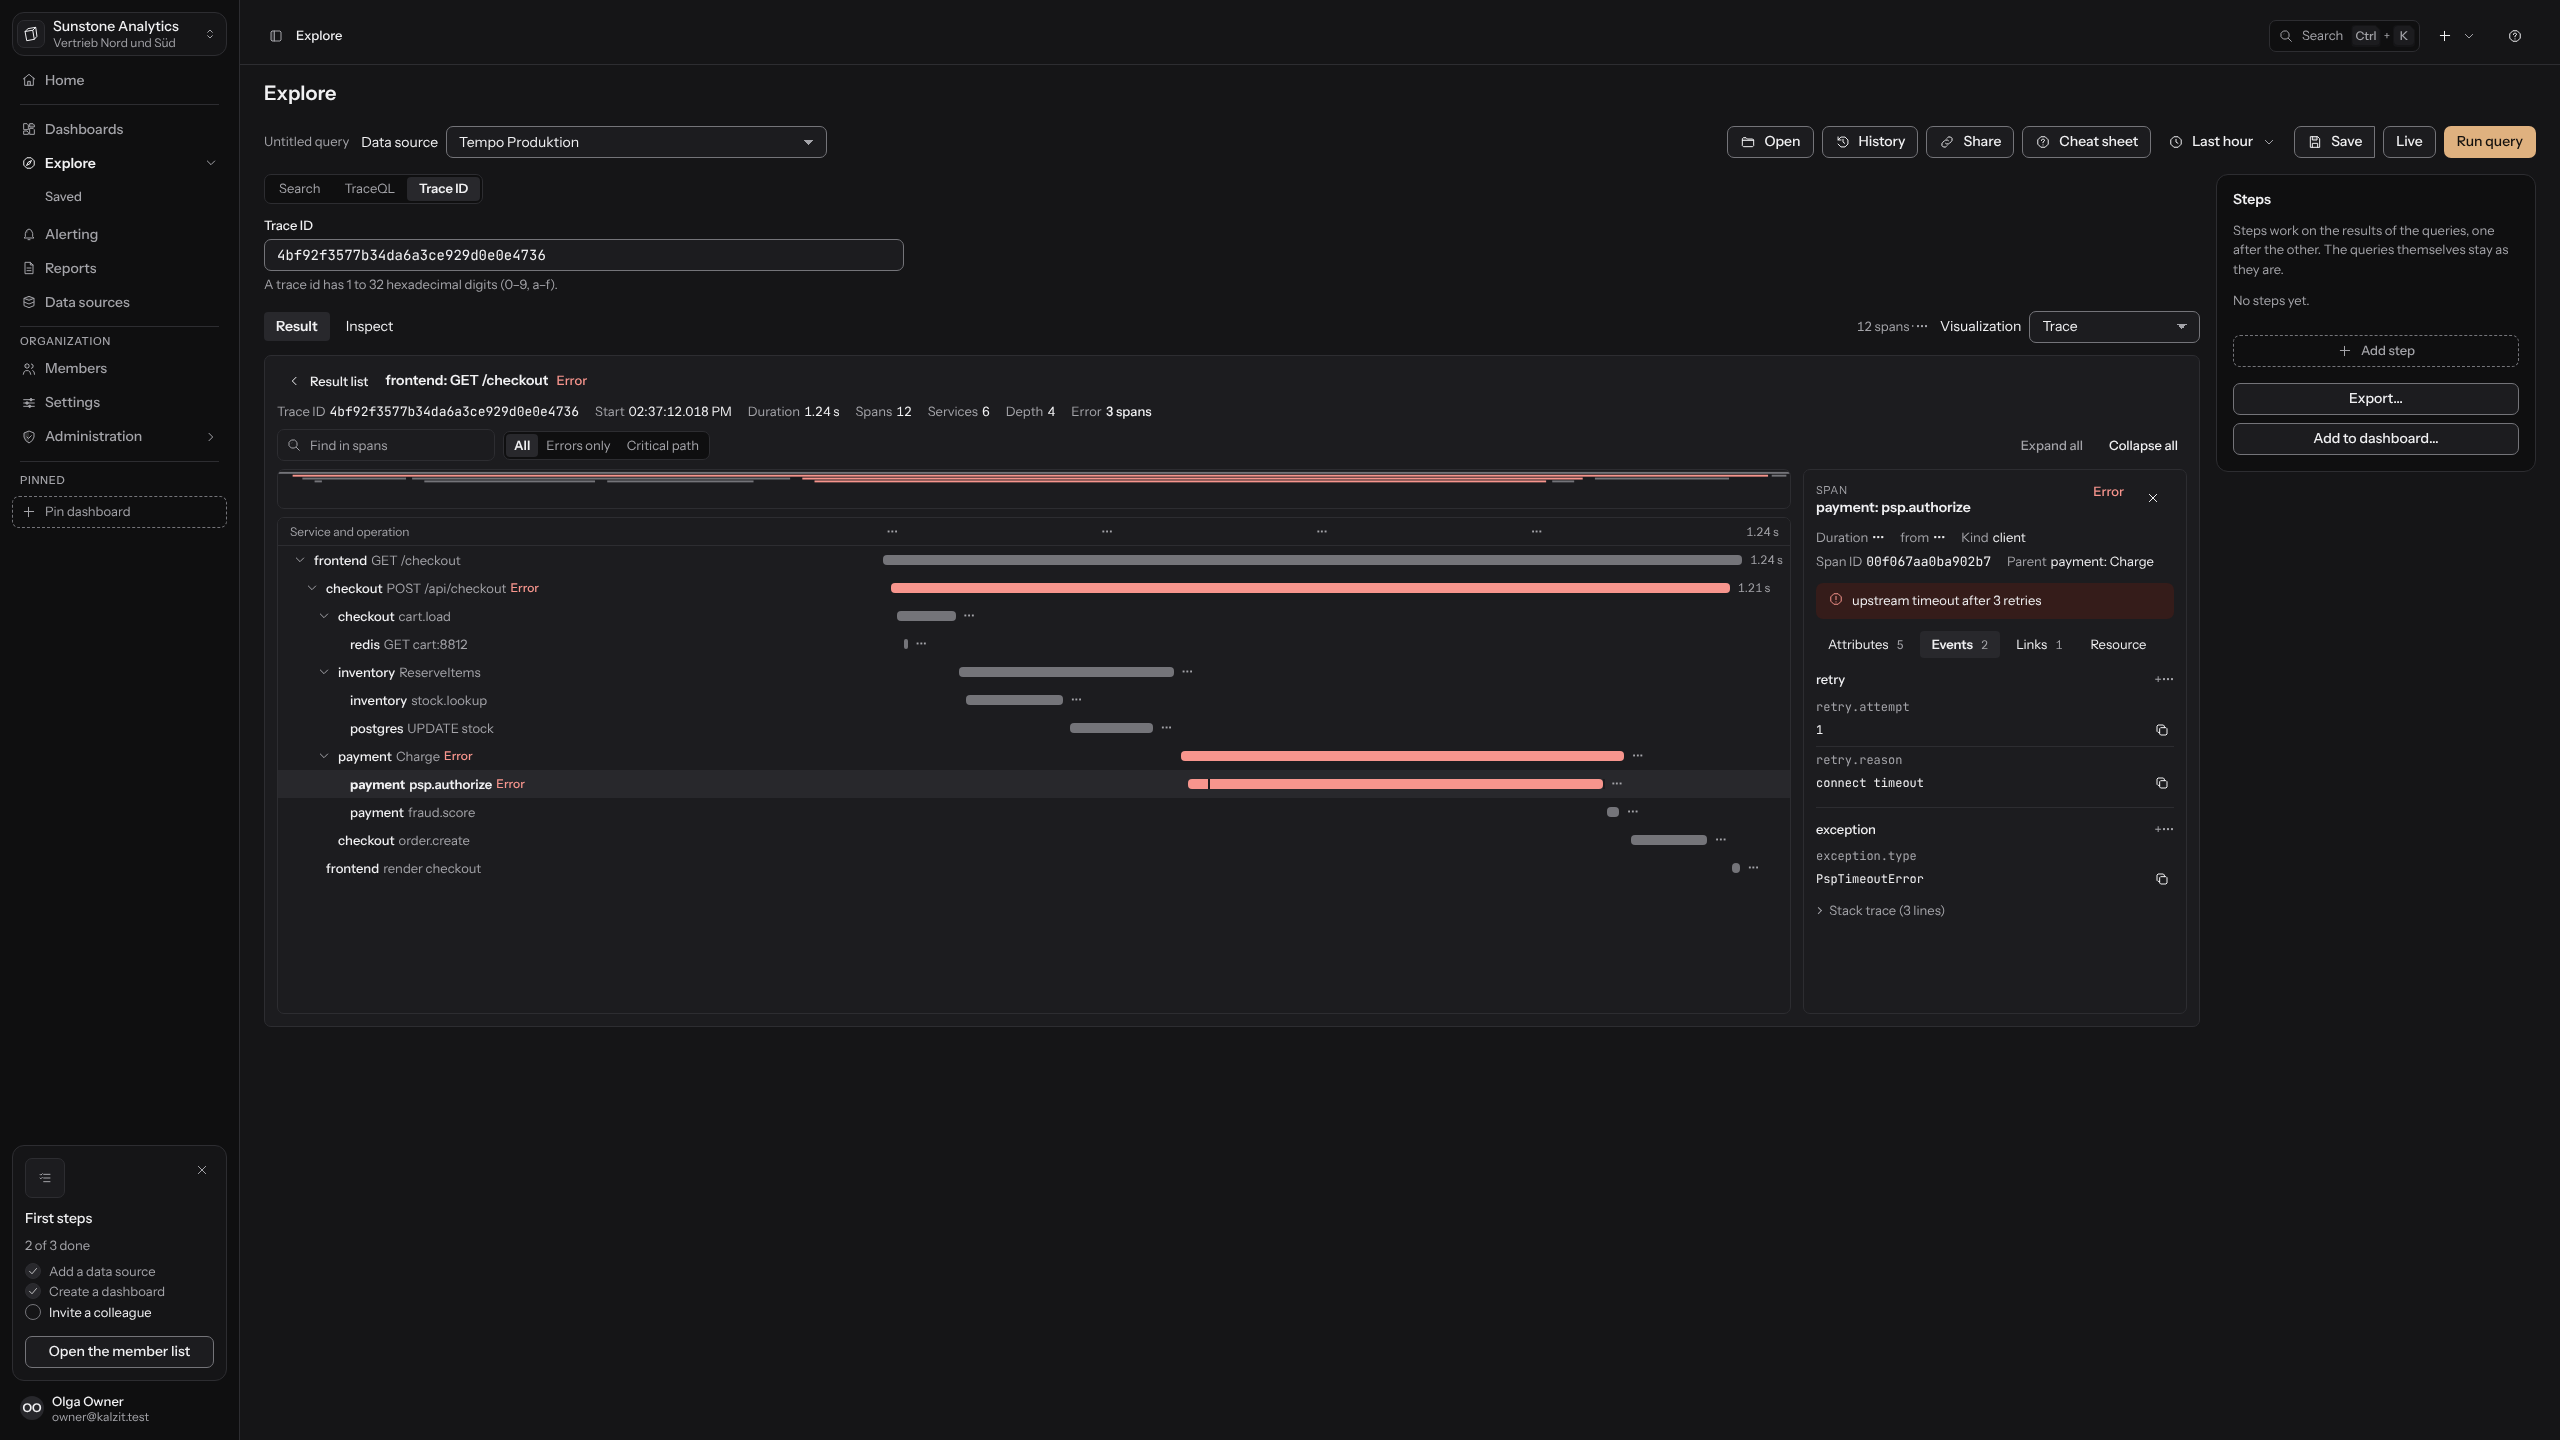 Sunstone Analytics
Vertrieb Nord und Süd
Home
Dashboards
Explore
Saved
Alerting
Reports
Data sources
ORGANIZATION
Members
Settings
Administration
PINNED
Pin dashboard
First steps
2 of 3 done
Add a data source
Create a dashboard
Invite a colleague
Open the member list
OO
Olga Owner
owner@kalzit.test
Explore
Search Ctrl + K
Explore
Untitled query Data source Tempo Produktion
Open History Share Cheat sheet Last hour Save Live Run query
Search TraceQL Trace ID
Trace ID
4bf92f3577b34da6a3ce929d0e0e4736
A trace id has 1 to 32 hexadecimal digits (0–9, a–f).
Result Inspect
12 spans · ··· Visualization Trace
Result list frontend: GET /checkout Error
Trace ID 4bf92f3577b34da6a3ce929d0e0e4736 Start 02:37:12.018 PM Duration 1.24 s Spans 12 Services 6 Depth 4 Error 3 spans
Find in spans All Errors only Critical path Expand all Collapse all
Service and operation ··· ··· ··· ··· 1.24 s
frontend GET /checkout 1.24 s
checkout POST /api/checkout Error 1.21 s
checkout cart.load ···
redis GET cart:8812 ···
inventory ReserveItems ···
inventory stock.lookup ···
postgres UPDATE stock ···
payment Charge Error ···
payment psp.authorize Error ···
payment fraud.score ···
checkout order.create ···
frontend render checkout ···
SPAN
payment: psp.authorize
Error
Duration ··· from ··· Kind client
Span ID 00f067aa0ba902b7 Parent payment: Charge
upstream timeout after 3 retries
Attributes 5 Events 2 Links 1 Resource
retry +···
retry.attempt
1
retry.reason
connect timeout
exception +···
exception.type
PspTimeoutError
Stack trace (3 lines)
Steps
Steps work on the results of the queries, one
after the other. The queries themselves stay as
they are.
No steps yet.
Add step
Export…
Add to dashboard…